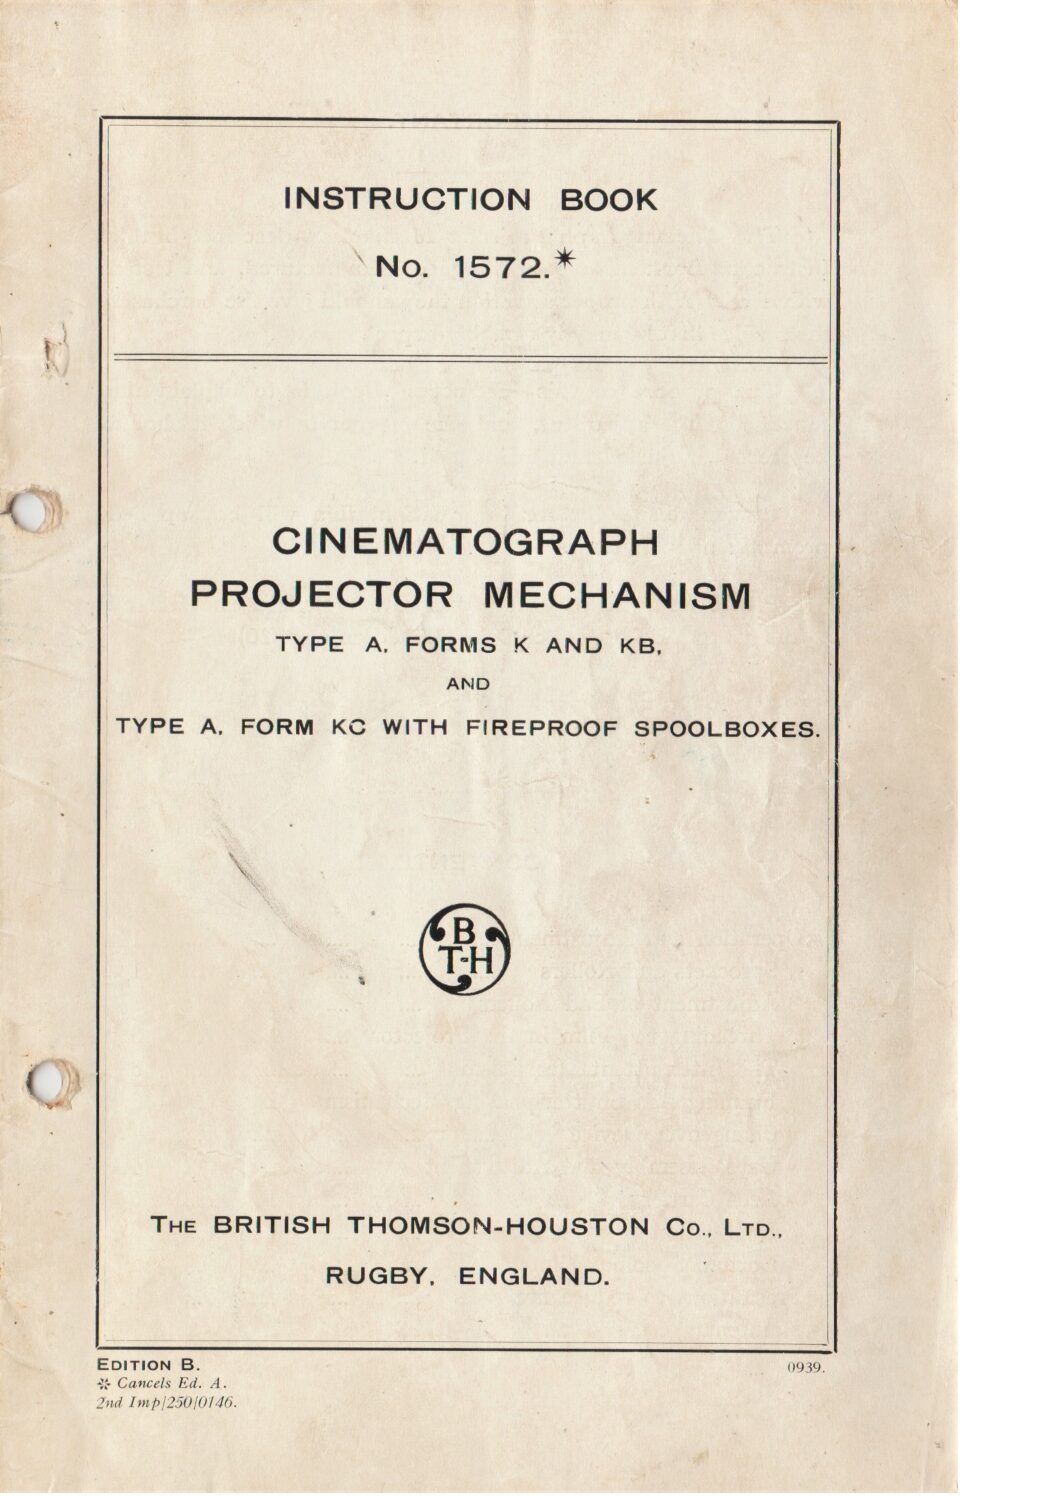 INSTRUCTION BOOK
No. 1572.*
CINEMATOGRAPH
PROJECTOR MECHANISM
TYPE A, FORMS K AND KB,
AND
TYPE A, FORM KC WITH FIREPROOF SPOOLBOXES.
B
T-H
THE BRITISH THOMSON-HOUSTON Co., LTD.,
RUGBY, ENGLAND.
EDITION B.
* Cancels Ed. A.
2nd Imp/250/0146.
0939.